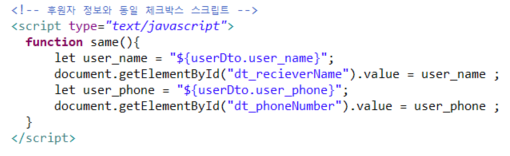 <!-- 후원자 정보와 동일 체크박스 스크립트 -->
<script type="text/javascript">
function same(){
let user_name = "${userDto.user_name}";
document.getElementById("dt_recieverName").value = user_name ;
let user_phone = "${userDto.user_phone}";
document.getElementById("dt_phoneNumber").value = user_phone ;
}
</script>